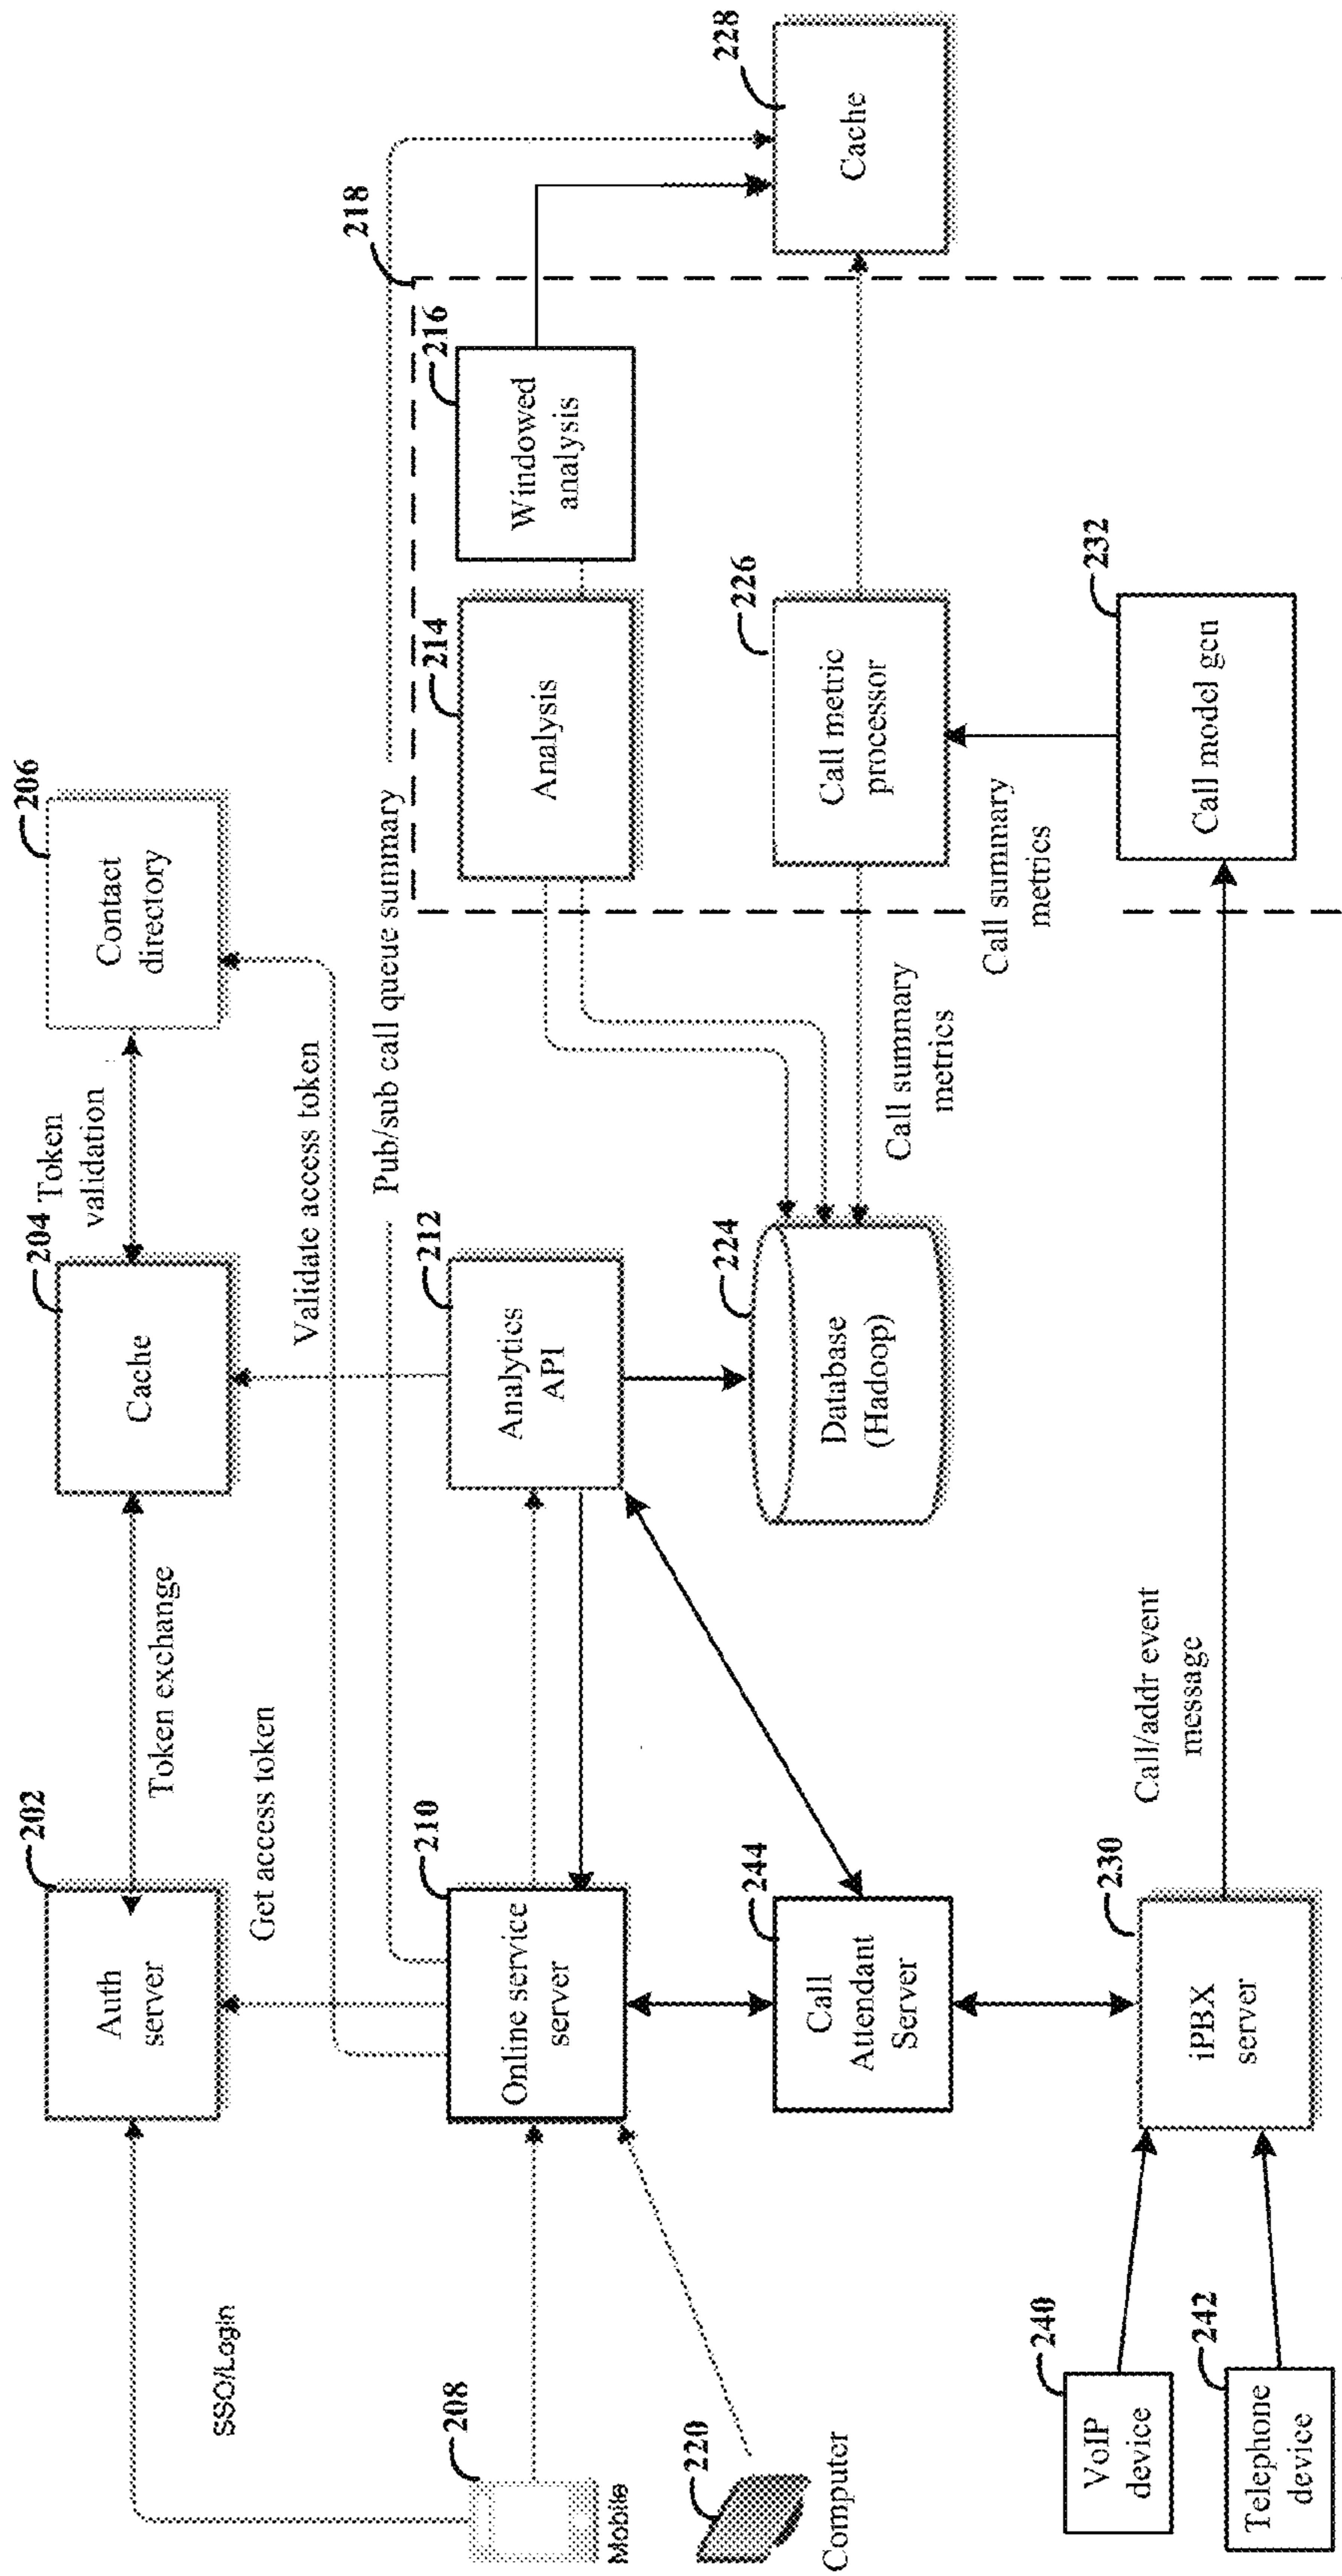 202
Auth
server
Token exchange
204
Cache
Token
validation
206
Contact
directory
SSO/Login
Get access token
Validate access token
Pub/sub call queue summary
218
208
Mobile
210
Online service
server
212
Analytics
API
214
Analysis
216
Windowed
analysis
228
Cache
220
Computer
244
Call
Attendant
Server
224
Database
(Hadoop)
Call summary
metrics
226
Call metric
processor
Call summary
metrics
240
VoIP
device
242
Telephone
device
230
iPBX
server
Call/addr event
message
232
Call model gen